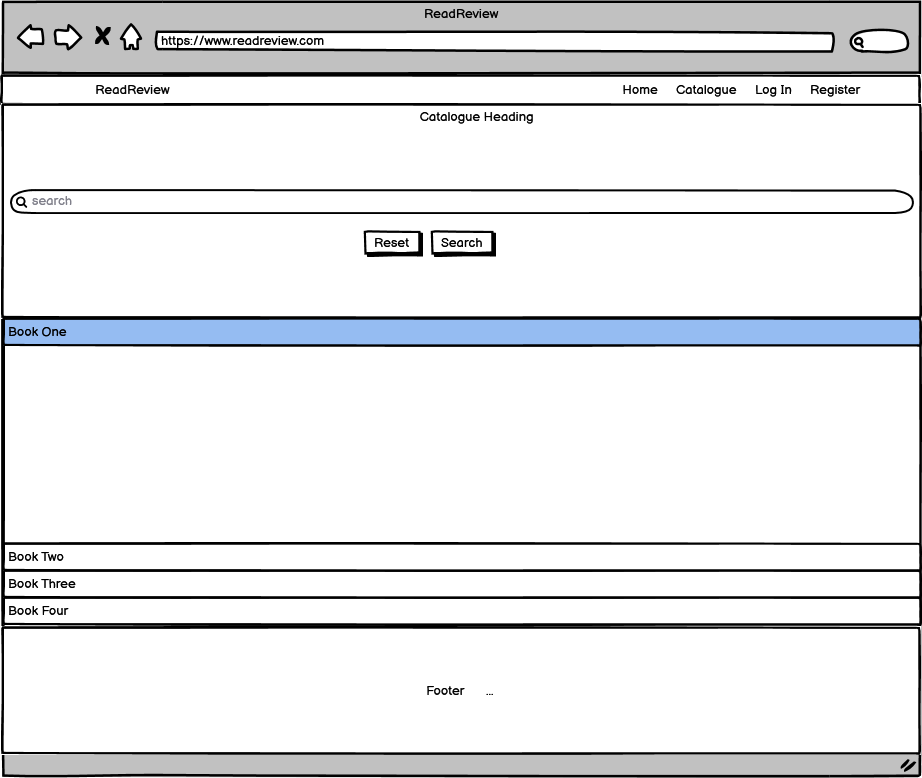 ReadReview
https://www.readreview.com
ReadReview Home Catalogue Log In Register
Catalogue Heading
search
Reset Search
Book One
Book Two
Book Three
Book Four
Footer ...